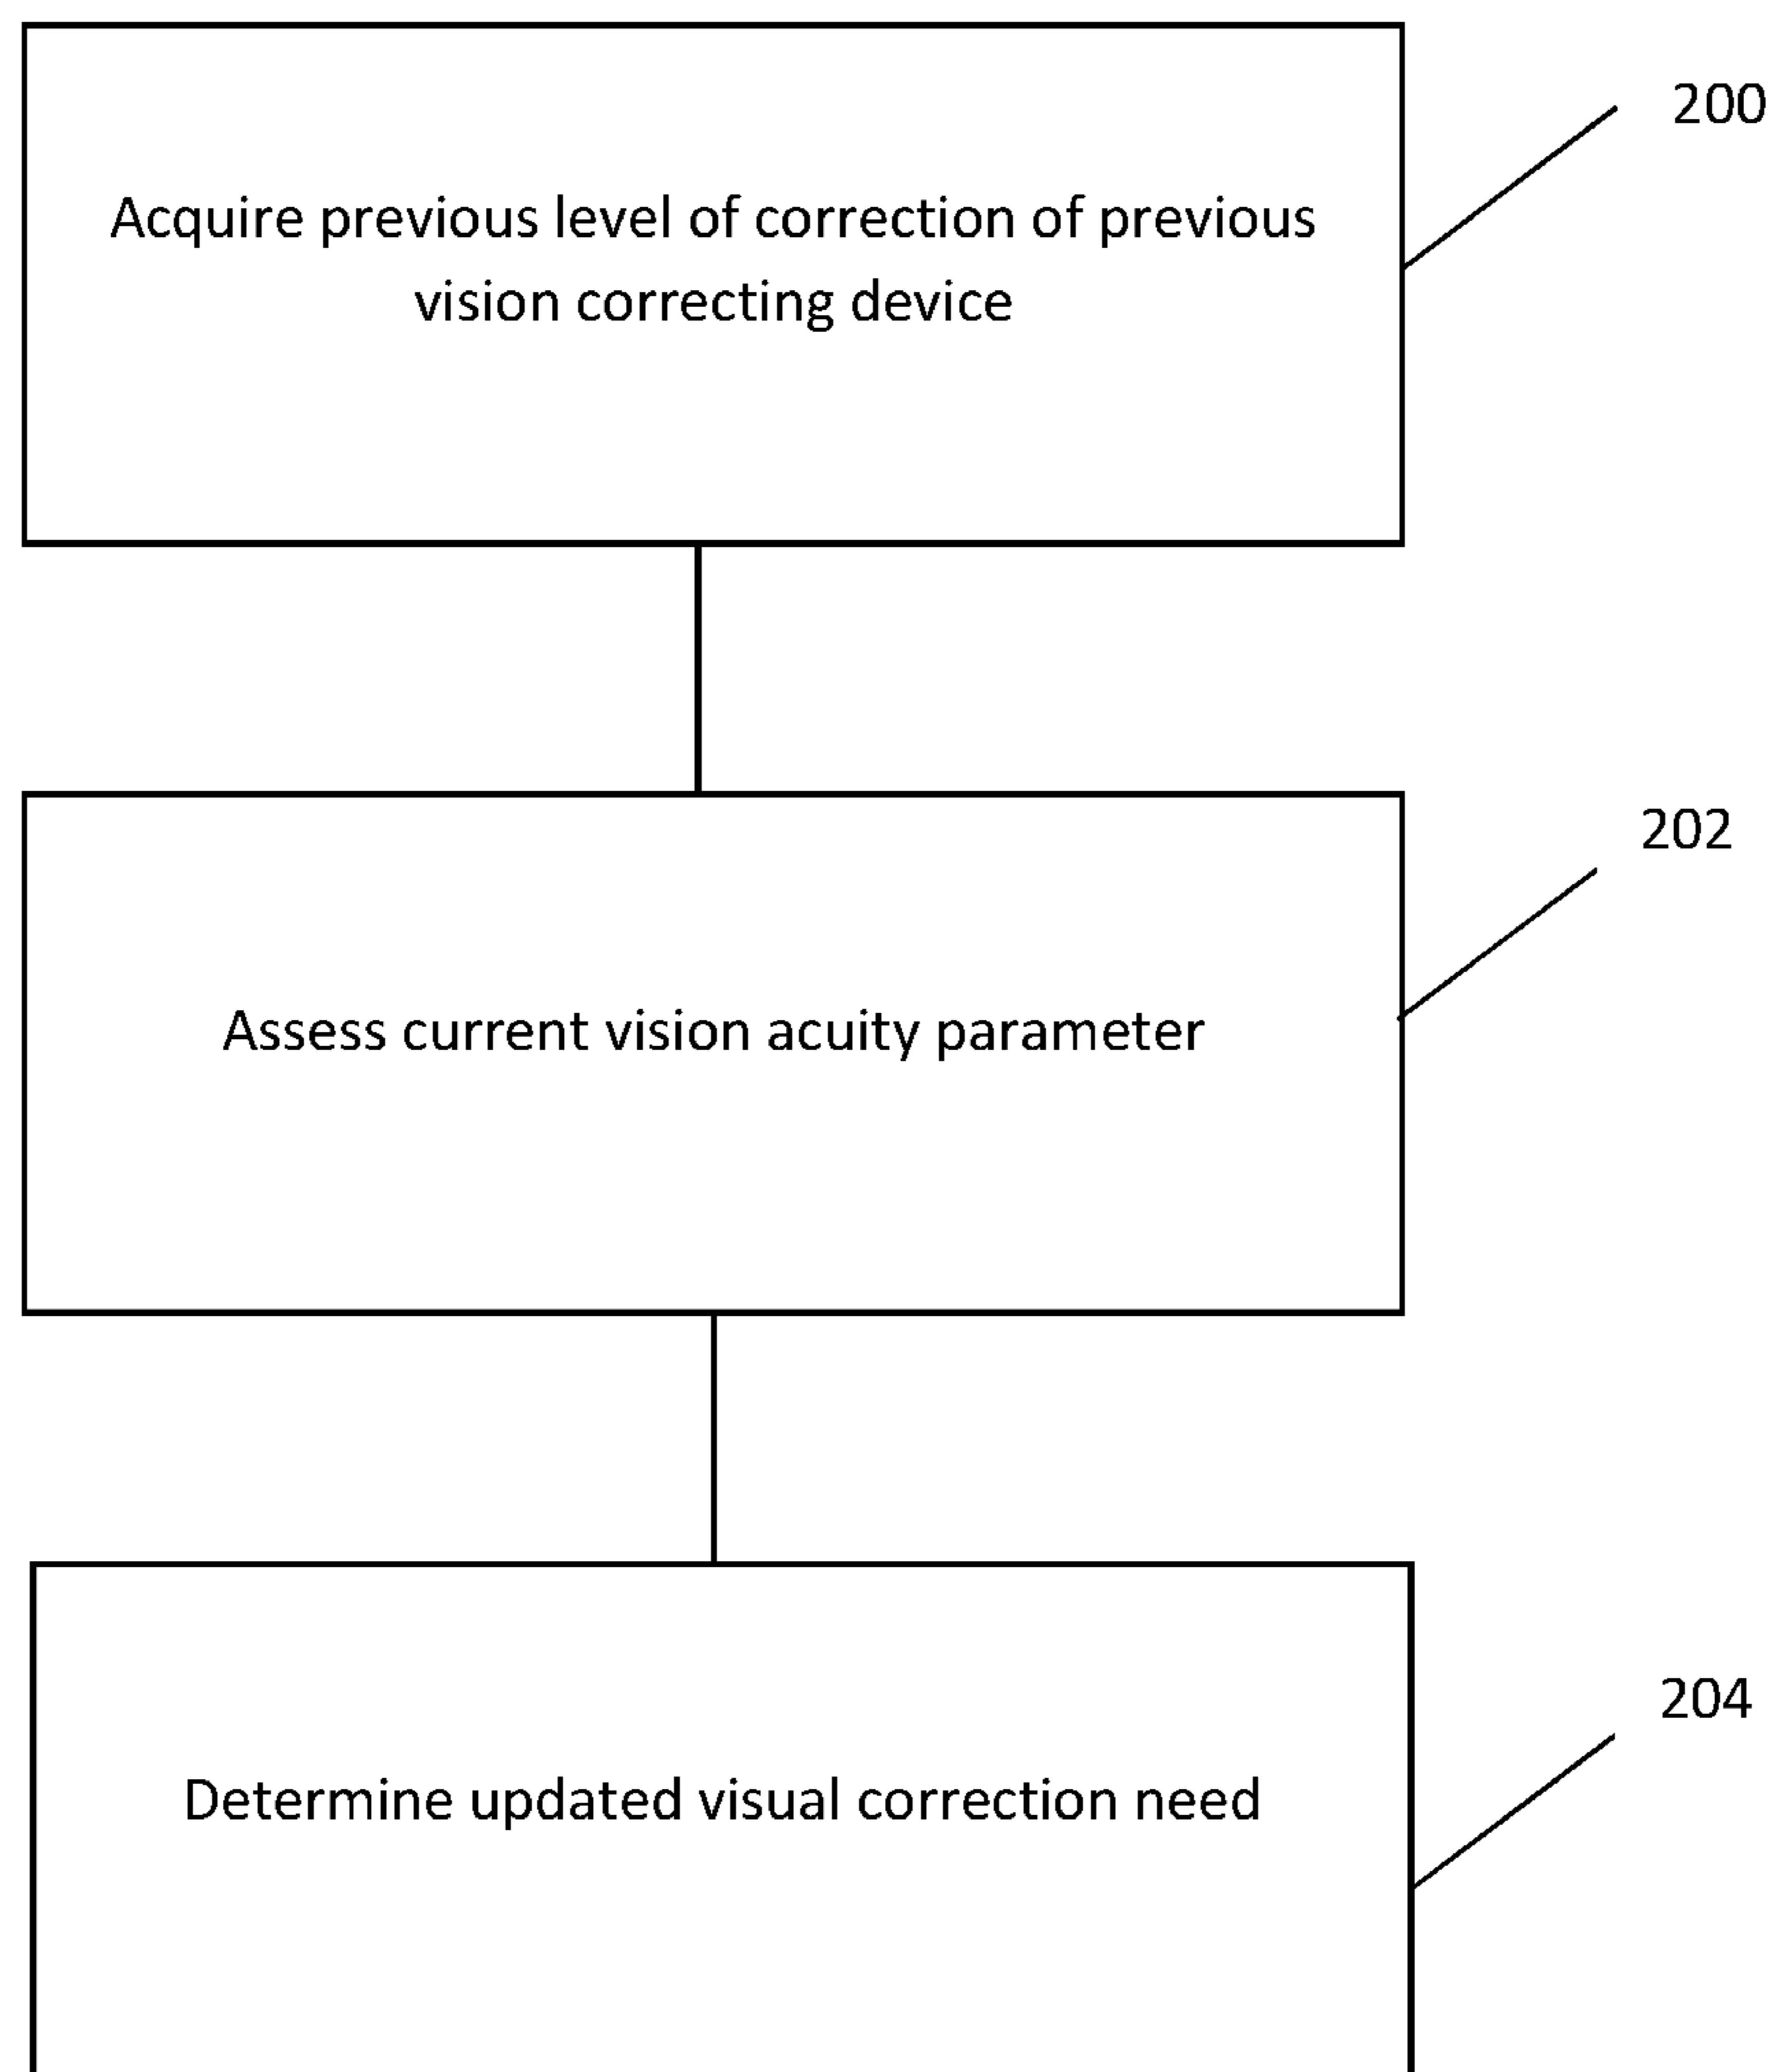 200
Acquire previous level of correction of previous
vision correcting device
202
Assess current vision acuity parameter
204
Determine updated visual correction need